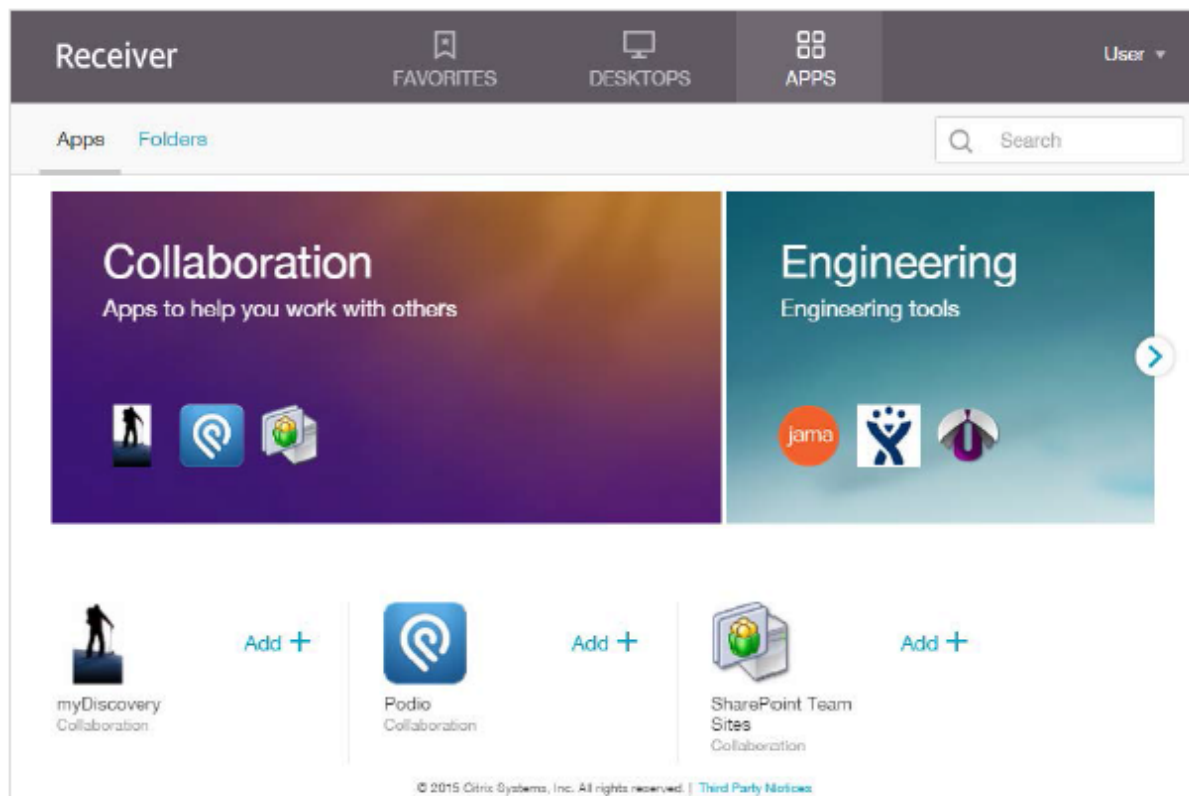 Receiver
FAVORITES
DESKTOPS
APPS
User
Apps
Folders
Search
Collaboration
Apps to help you work with others
Engineering
Engineering tools
jama
Add +
Add +
Add +
myDiscovery
Collaboration
Podio
Collaboration
SharePoint Team
Sites
Collaboration
© 2015 Citrix Systems, Inc. All rights reserved. | Third Party Notices